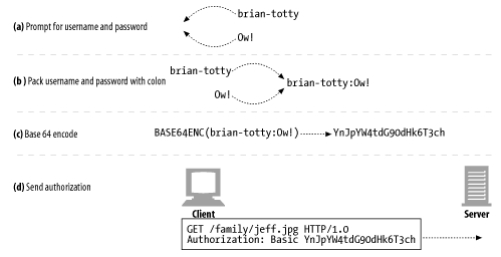 brian-totty
(a) Prompt for username and password
Ow!
(b ) Pack username and password with colon
brian-totty
brian-totty:Ow!
Ow!
(c) Base 64 encode
BASE64ENC(brian-totty:Ow!)
YnJpYW4tdG90dHk6T3ch
(d) Send authorization
Client
Server
GET /family/jeff.jpg HTTP/1.0
Authorization: Basic YnJpYW4tdG90dHk6T3ch